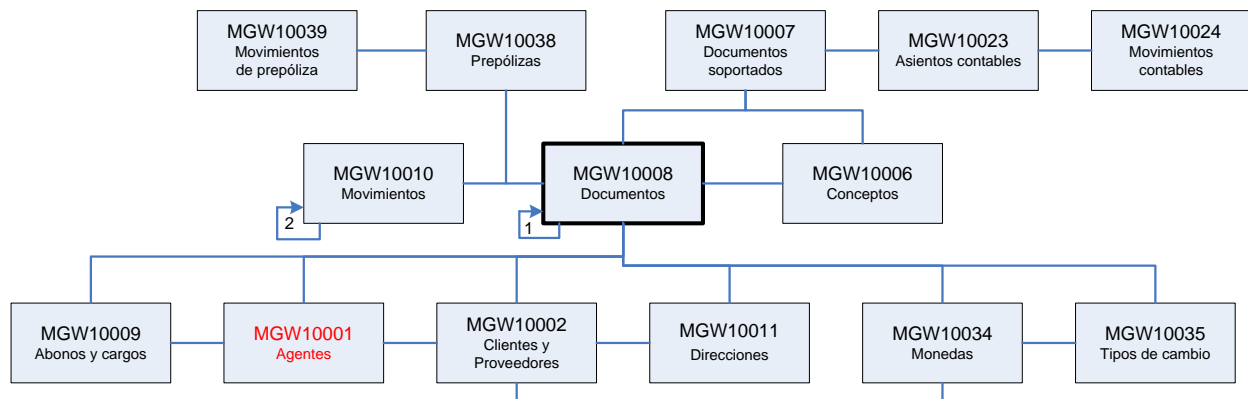 MGW10039
Movimientos
de prepóliza
MGW10038
Prepólizas
MGW10007
Documentos
soportados
MGW10023
Asientos contables
MGW10024
Movimientos
contables
MGW10010
Movimientos
2
MGW10008
Documentos
1
MGW10006
Conceptos
MGW10009
Abonos y cargos
MGW10001
Agentes
MGW10002
Clientes y
Proveedores
MGW10011
Direcciones
MGW10034
Monedas
MGW10035
Tipos de cambio